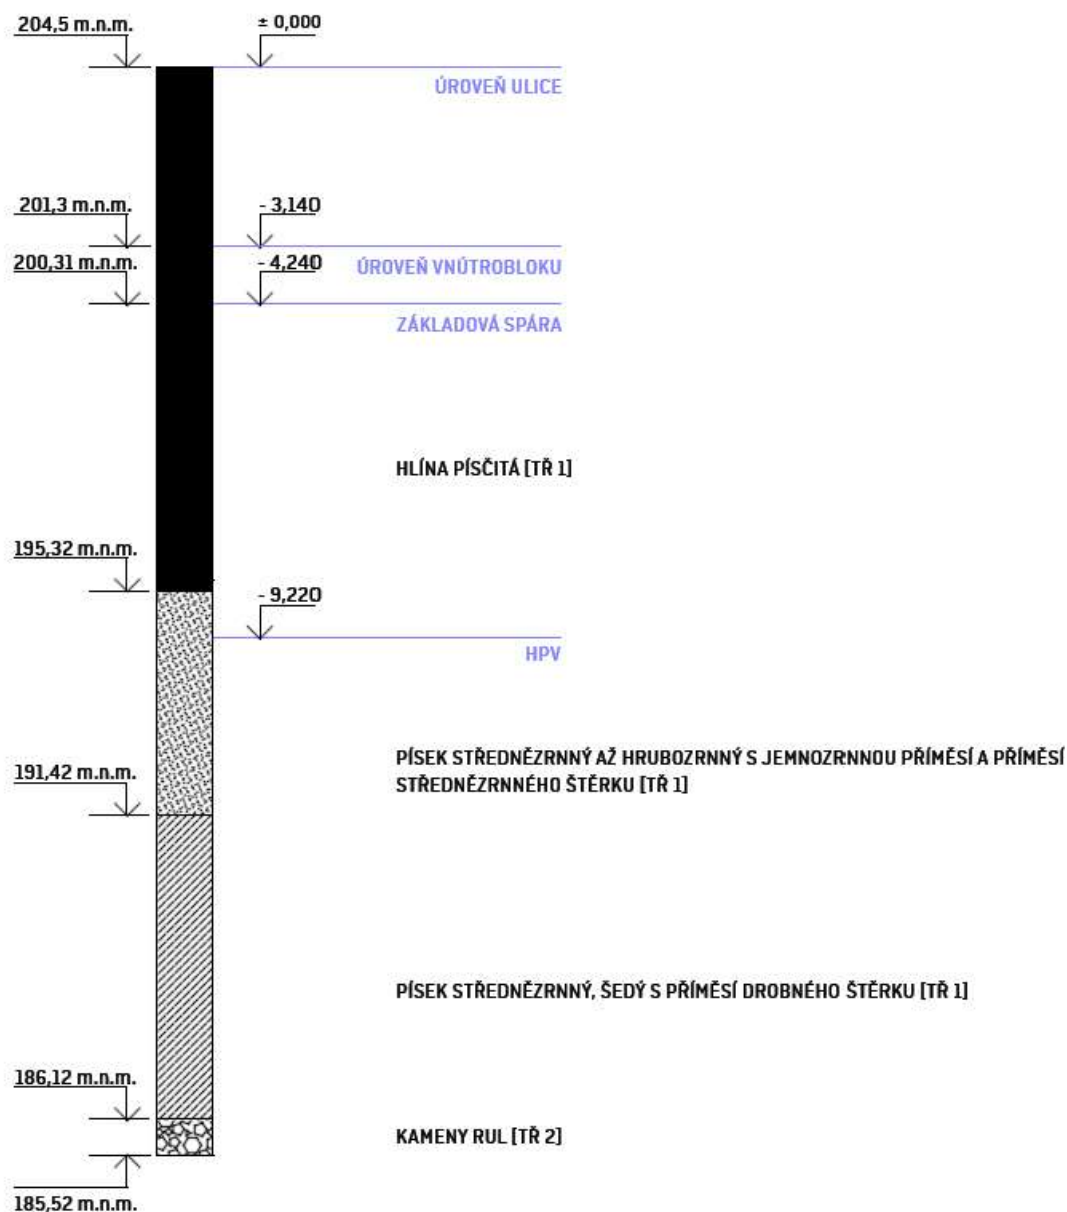 204,5 m.n.m.
± 0,000
ÚROVEŇ ULICE
201,3 m.n.m.
- 3,140
ÚROVEŇ VNÚTROBLOKU
200,31 m.n.m.
- 4,240
ZÁKLADOVÁ SPÁRA
HLÍNA PÍSČITÁ [TŘ 1]
195,32 m.n.m.
- 9,220
HPV
PÍSEK STŘEDNĚZRNNÝ AŽ HRUBOZRNNÝ S JEMNOZRNNOU PŘÍMĚSÍ A PŘÍMĚSÍ
STŘEDNĚZRNNÉHO ŠTĚRKU [TŘ 1]
191,42 m.n.m.
PÍSEK STŘEDNĚZRNNÝ, ŠEDÝ S PŘÍMĚSÍ DROBNÉHO ŠTĚRKU [TŘ 1]
186,12 m.n.m.
KAMENY RUL [TŘ 2]
185,52 m.n.m.